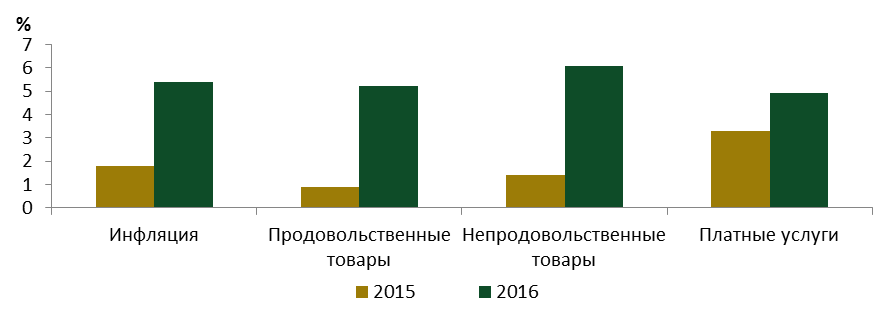 %
7
6
5
4
3
2
1
0
Инфляция
Продовольственные
товары
Непродовольственные
товары
Платные услуги
2015
2016